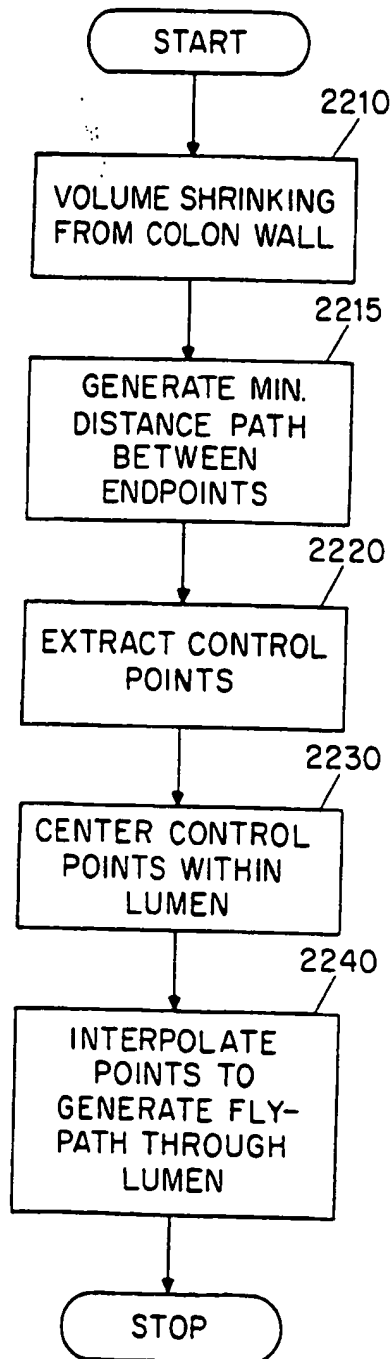 START
2210
VOLUME SHRINKING
FROM COLON WALL
2215
GENERATE MIN.
DISTANCE PATH
BETWEEN
ENDPOINTS
2220
EXTRACT CONTROL
POINTS
2230
CENTER CONTROL
POINTS WITHIN
LUMEN
2240
INTERPOLATE
POINTS TO
GENERATE FLY-
PATH THROUGH
LUMEN
STOP